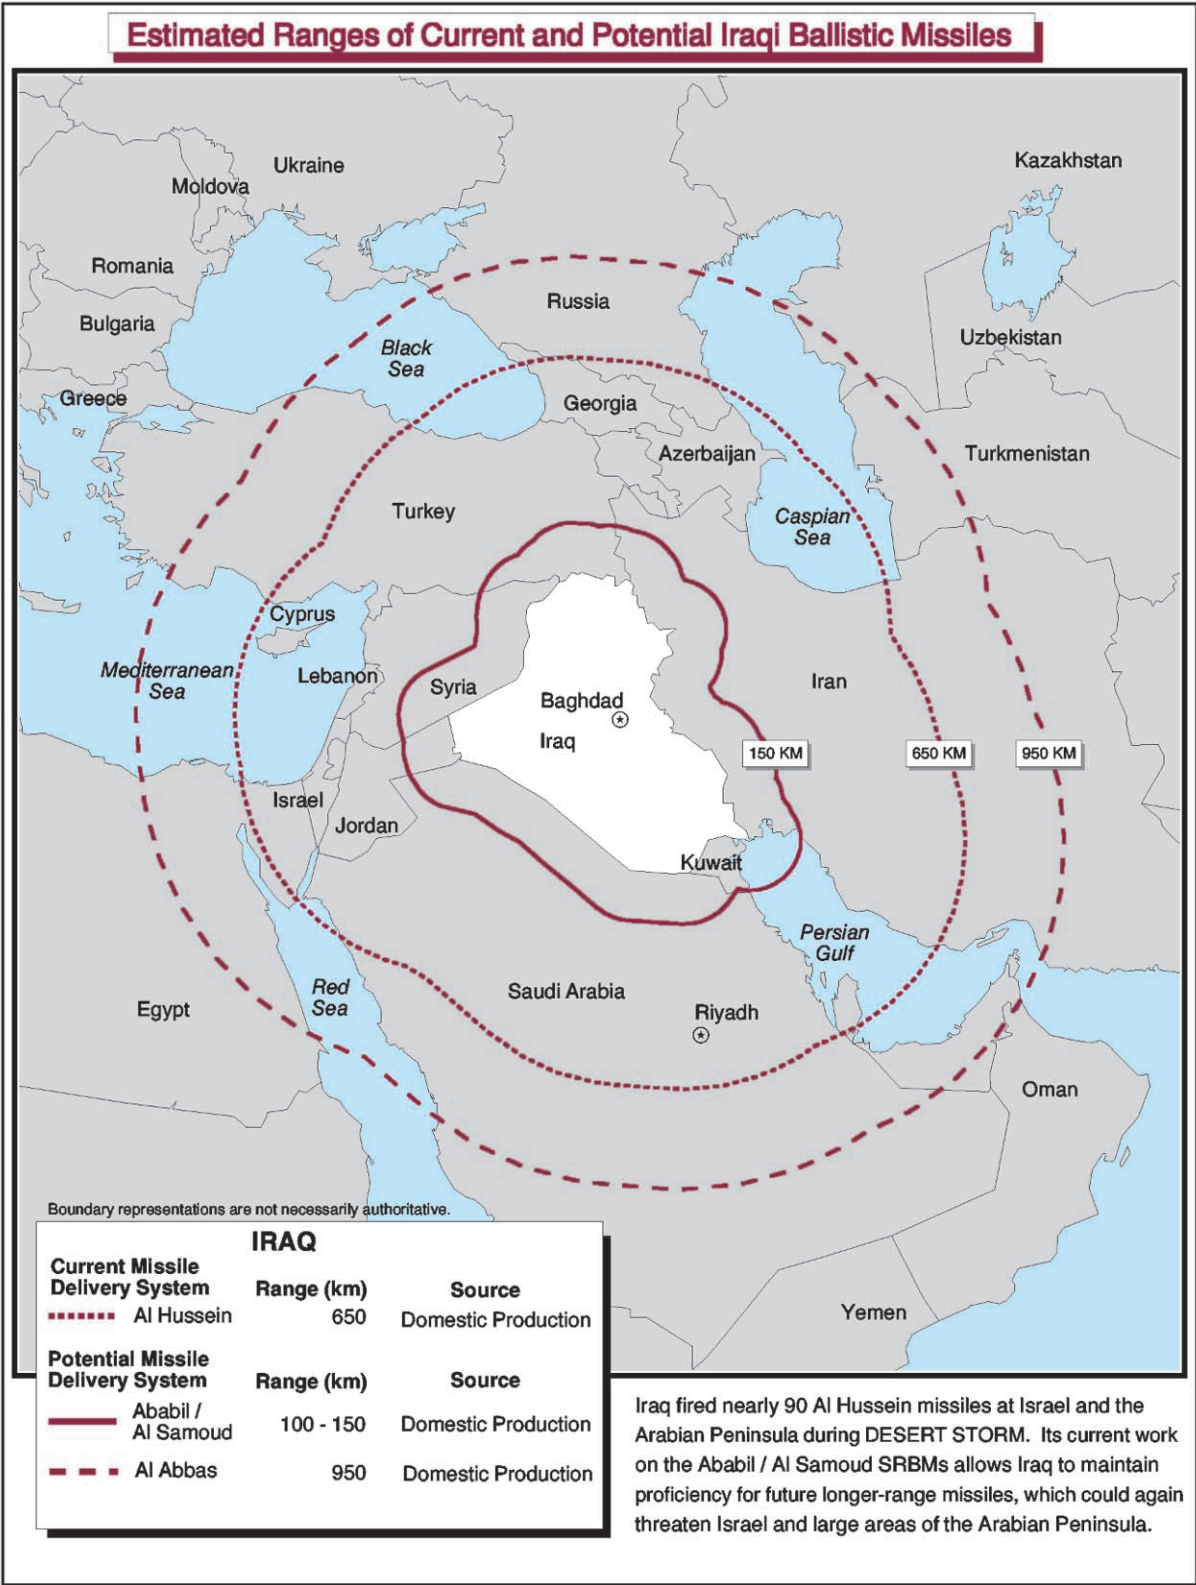 Estimated Ranges of Current and Potential Iraqi Ballistic Missiles
Kazakhstan
Ukraine
Moldova
Romania
Russia
Bulgaria
Uzbekistan
Black
Sea
Greece
Georgia
Azerbaijan
Turkmenistan
Turkey
Caspian
Sea
Cyprus
Mediterranean
Sea
Lebanon
Syria
Iran
Baghdad
Iraq
150 KM
650 KM
950 KM
Israel
Jordan
Kuwait
Persian
Gulf
Red
Sea
Saudi Arabia
Egypt
Riyadh
Oman
Yemen
Boundary representations are not necessarily authoritative.
IRAQ
Current Missile
Delivery System Range (km) Source
Al Hussein 650 Domestic Production
Potential Missile
Delivery System Range (km) Source
Ababil /
Al Samoud 100 - 150 Domestic Production
Al Abbas 950 Domestic Production
Iraq fired nearly 90 Al Hussein missiles at Israel and the
Arabian Peninsula during DESERT STORM. Its current work
on the Ababil / Al Samoud SRBMs allows Iraq to maintain
proficiency for future longer-range missiles, which could again
threaten Israel and large areas of the Arabian Peninsula.